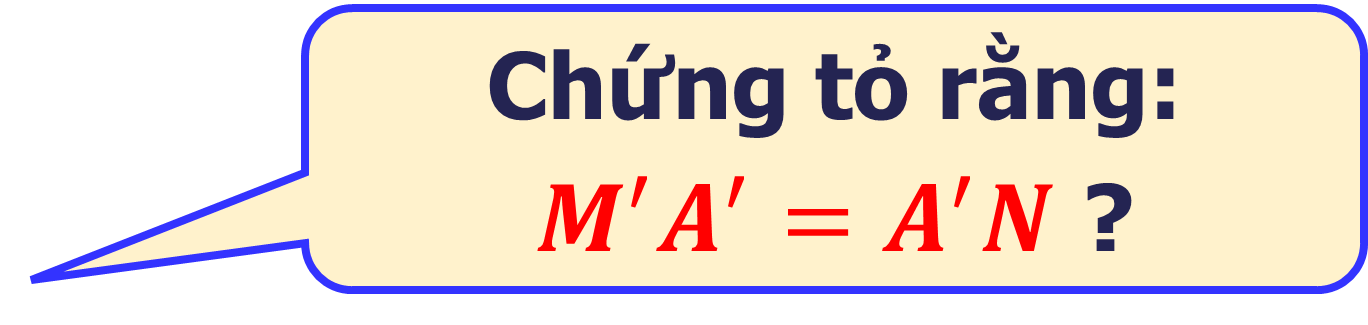 Chứng tỏ rằng:
M′A′ = A′N ?